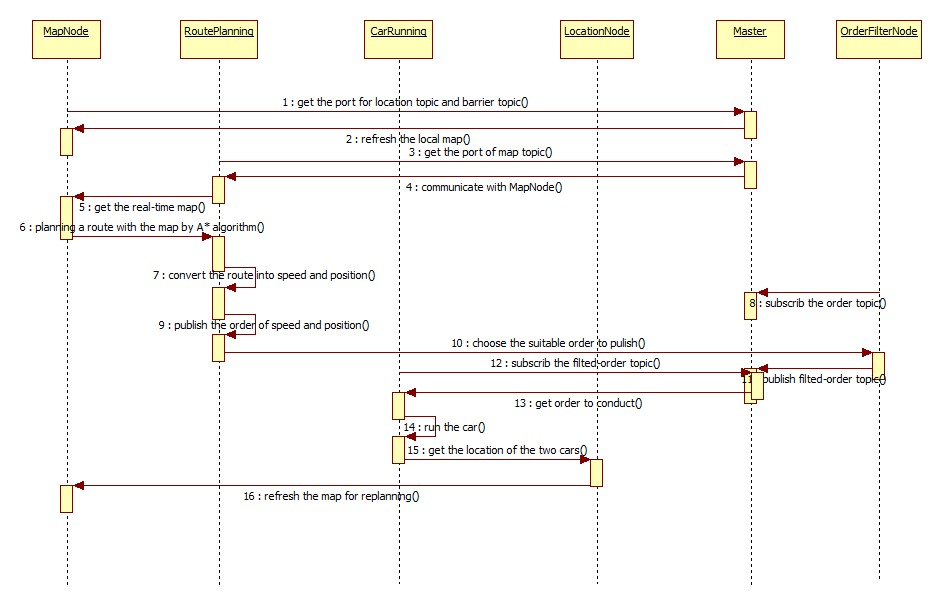 MapNode
RoutePlanning
CarRunning
LocationNode
Master
OrderFilterNode
1 : get the port for location topic and barrier topic()
2 : refresh the local map()
3 : get the port of map topic()
4 : communicate with MapNode()
5 : get the real-time map()
6 : planning a route with the map by A* algorithm()
7 : convert the route into speed and position()
8 : subscrib the order topic()
9 : publish the order of speed and position()
10 : choose the suitable order to pulish()
12 : subscrib the filted-order topic()
11 : publish filted-order topic()
13 : get order to conduct()
14 : run the car()
15 : get the location of the two cars()
16 : refresh the map for replanning()